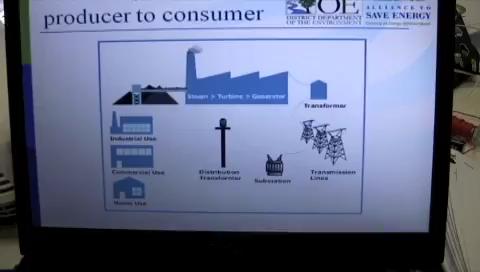 producer to consumer
OE
DISTRICT DEPARTMENT
OF THE ENVIRONMENT
ALLIANCE TO
SAVE ENERGY
Steam > Turbine > Generator
Transformer
Industrial Use
Commercial Use
Distribution
Transformer
Substation
Transmission
Lines
Home Use